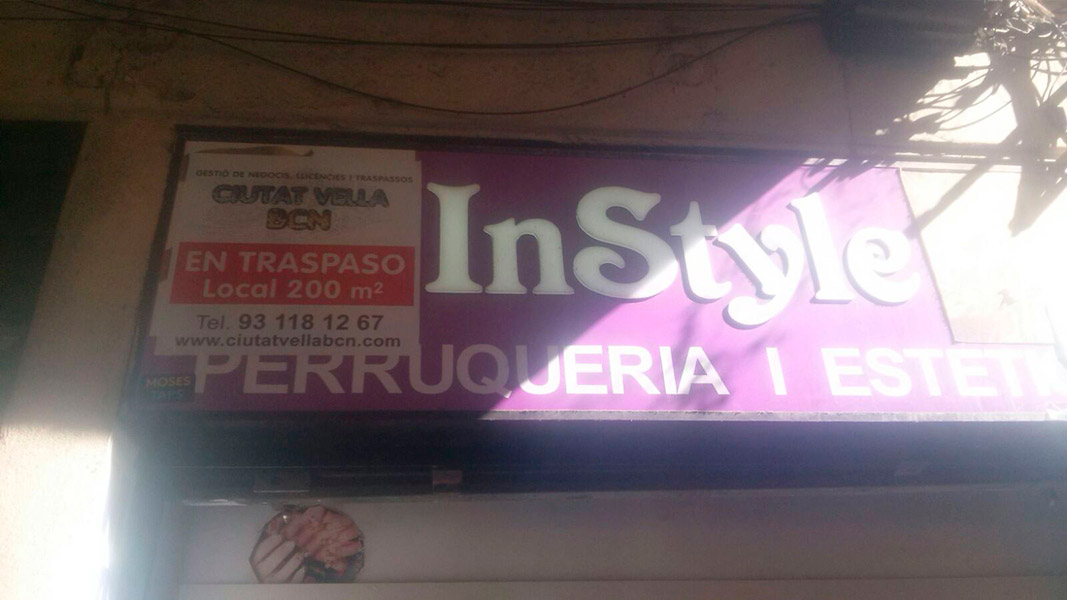 GESTIÓ DE NEGOCIS, LLICÈNCIES I TRASPASSOS
CIUTAT VELLA
BCN
EN TRASPASO
Local 200 m²
Tel. 93 118 12 67
www.ciutatvellabcn.com
InStyle
PERRUQUERIA I ESTETI
MOSES